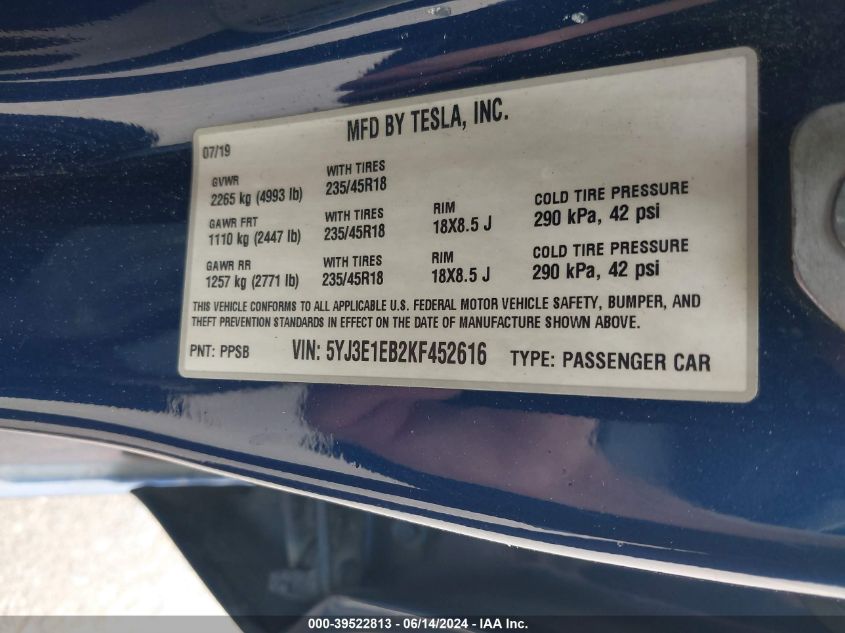 MFD BY TESLA, INC.
07/19
GVWR
2265 kg (4993 lb)
WITH TIRES
235/45R18
GAWR FRT
1110 kg (2447 lb)
WITH TIRES
235/45R18
RIM
18X8.5 J
COLD TIRE PRESSURE
290 kPa, 42 psi
GAWR RR
1257 kg (2771 lb)
WITH TIRES
235/45R18
RIM
18X8.5 J
COLD TIRE PRESSURE
290 kPa, 42 psi
THIS VEHICLE CONFORMS TO ALL APPLICABLE U.S. FEDERAL MOTOR VEHICLE SAFETY, BUMPER, AND
THEFT PREVENTION STANDARDS IN EFFECT ON THE DATE OF MANUFACTURE SHOWN ABOVE.
PNT: PPSB VIN: 5YJ3E1EB2KF452616 TYPE: PASSENGER CAR
000-39522813 - 06/14/2024 - IAA Inc.